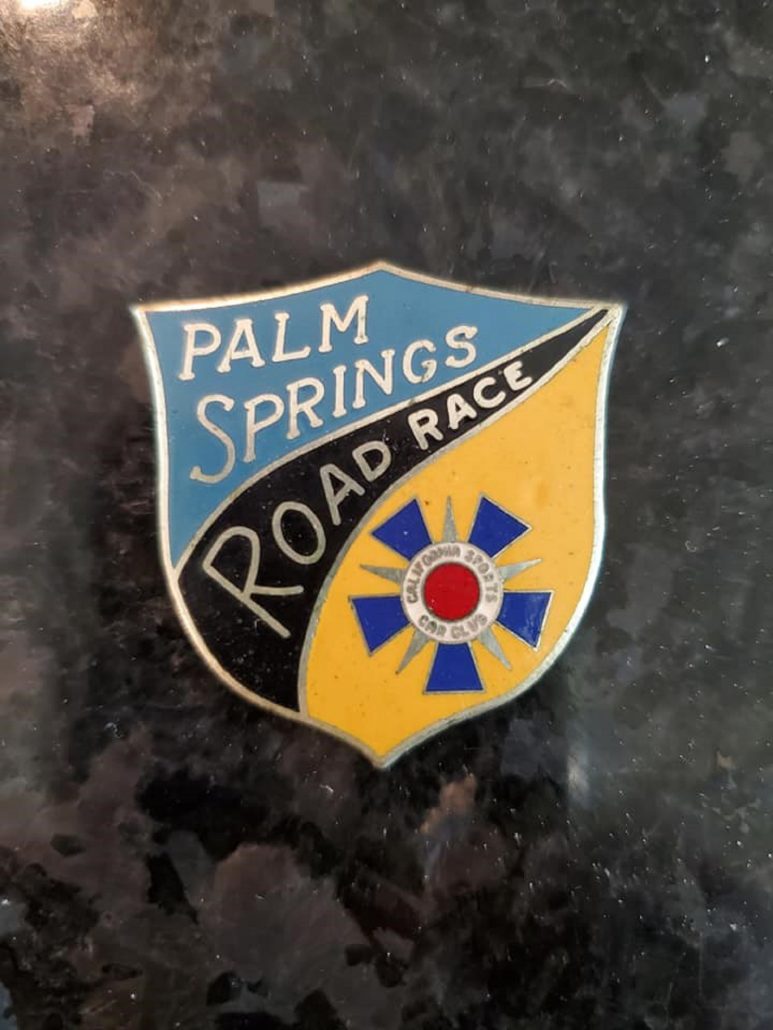 PALM
SPRINGS
ROAD RACE
CALIFORNIA SPORTS
CAR CLUB